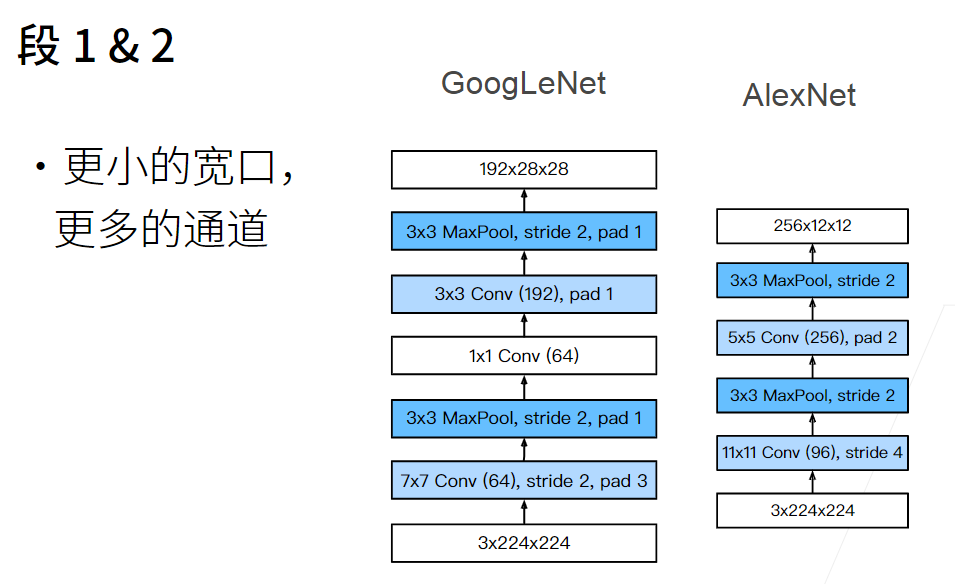 段 1 & 2
• 更小的宽口，
更多的通道
GoogLeNet
192x28x28
3x3 MaxPool, stride 2, pad 1
3x3 Conv (192), pad 1
1x1 Conv (64)
3x3 MaxPool, stride 2, pad 1
7x7 Conv (64), stride 2, pad 3
3x224x224
AlexNet
256x12x12
3x3 MaxPool, stride 2
5x5 Conv (256), pad 2
3x3 MaxPool, stride 2
11x11 Conv (96), stride 4
3x224x224